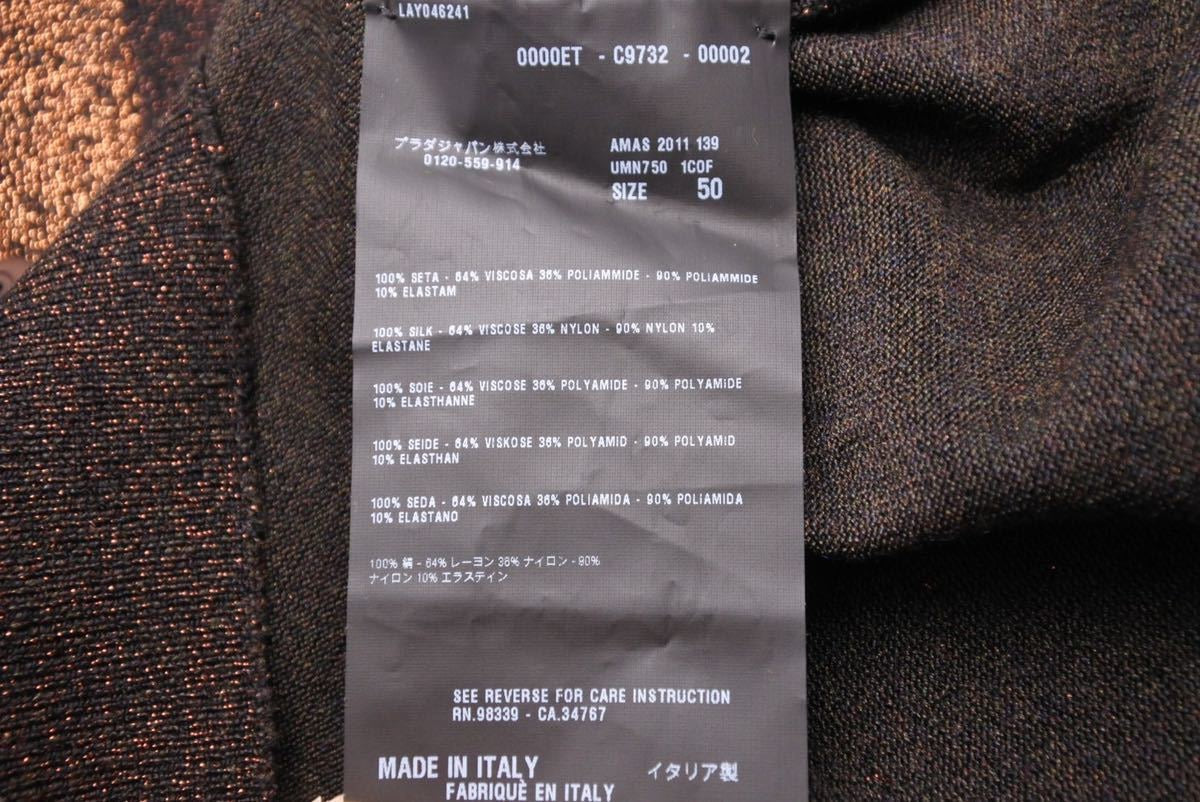 LAY046241
0000ET - C9732 - 00002
プラダジャパン株式会社
0120-559-914
AMAS 2011 139
UMN750 1COF
SIZE 50
100% SETA - 64% VISCOSA 36% POLIAMMIDE - 90% POLIAMMIDE
10% ELASTAM
100% SILK - 64% VISCOSE 36% NYLON - 90% NYLON 10%
ELASTANE
100% SOIE - 64% VISCOSE 36% POLYAMIDE - 90% POLYAMIDE
10% ELASTHANNE
100% SEIDE - 64% VISKOSE 36% POLYAMID - 90% POLYAMID
10% ELASTHAN
100% SEDA - 64% VISCOSA 36% POLIAMIDA - 90% POLIAMIDA
10% ELASTANO
100% 絹 - 64% レーヨン 36% ナイロン - 90%
ナイロン 10% エラステイン
SEE REVERSE FOR CARE INSTRUCTION
RN.98339 - CA.34767
MADE IN ITALY
イタリア製
FABRIQUÈ EN ITALY